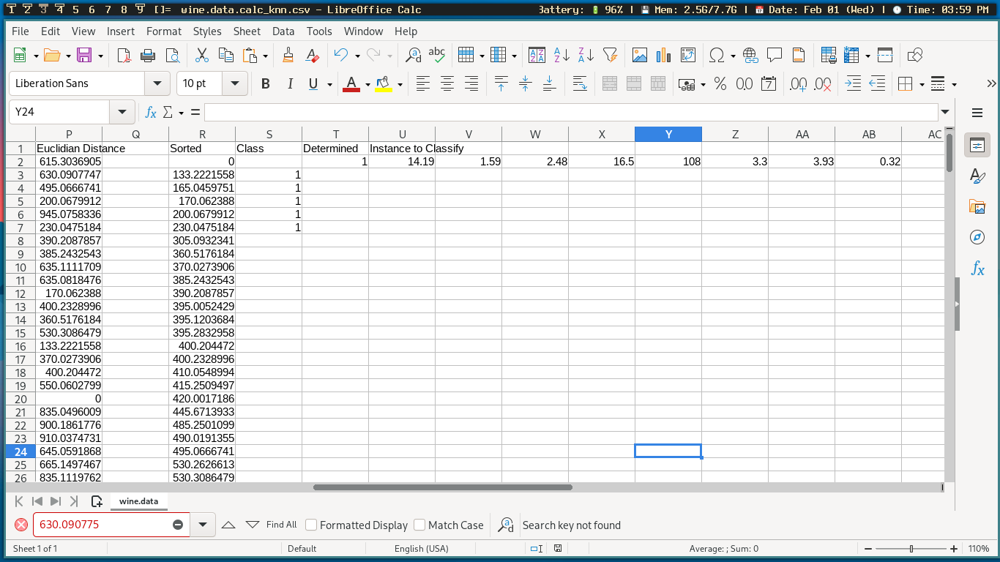 1 2 3 4 5 6 7 8 9 []= wine.data.calc_knn.csv – LibreOffice Calc Battery: 96% | Mem: 2.5G/7.7G | Date: Feb 01 (Wed) | Time: 03:59 PM
File Edit View Insert Format Styles Sheet Data Tools Window Help
Liberation Sans 10 pt B I U A
Y24 fx Σ =
P Q R S T U V W X Y Z AA AB AC
1 Euclidian Distance Sorted Class Determined Instance to Classify
2 615.3036905 0 1 14.19 1.59 2.48 16.5 108 3.3 3.93 0.32
3 630.0907747 133.2221558 1
4 495.0666741 165.0459751 1
5 200.0679912 170.062388 1
6 945.0758336 200.0679912 1
7 230.0475184 230.0475184 1
8 390.2087857 305.0932341
9 385.2432543 360.5176184
10 635.1111709 370.0273906
11 635.0818476 385.2432543
12 170.062388 390.2087857
13 400.2328996 395.0052429
14 360.5176184 395.1203684
15 530.3086479 395.2832958
16 133.2221558 400.204472
17 370.0273906 400.2328996
18 400.204472 410.0548994
19 550.0602799 415.2509497
20 0 420.0017186
21 835.0496009 445.6713933
22 900.1861776 485.2501099
23 910.0374731 490.0191355
24 645.0591868 495.0666741
25 665.1497467 530.2626613
26 835.1119762 530.3086479
wine.data
630.090775 Find All Formatted Display Match Case Search key not found
Sheet 1 of 1 Default English (USA) Average: ; Sum: 0 110%